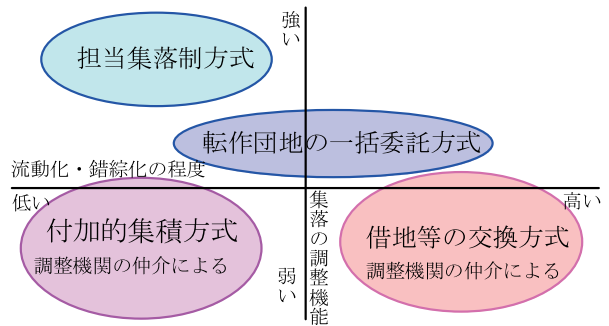 強い
担当集落制方式
転作団地の一括委託方式
流動化・錯綜化の程度
低い
高い
付加的集積方式
調整機関の仲介による
集落の調整機能
借地等の交換方式
調整機関の仲介による
弱い